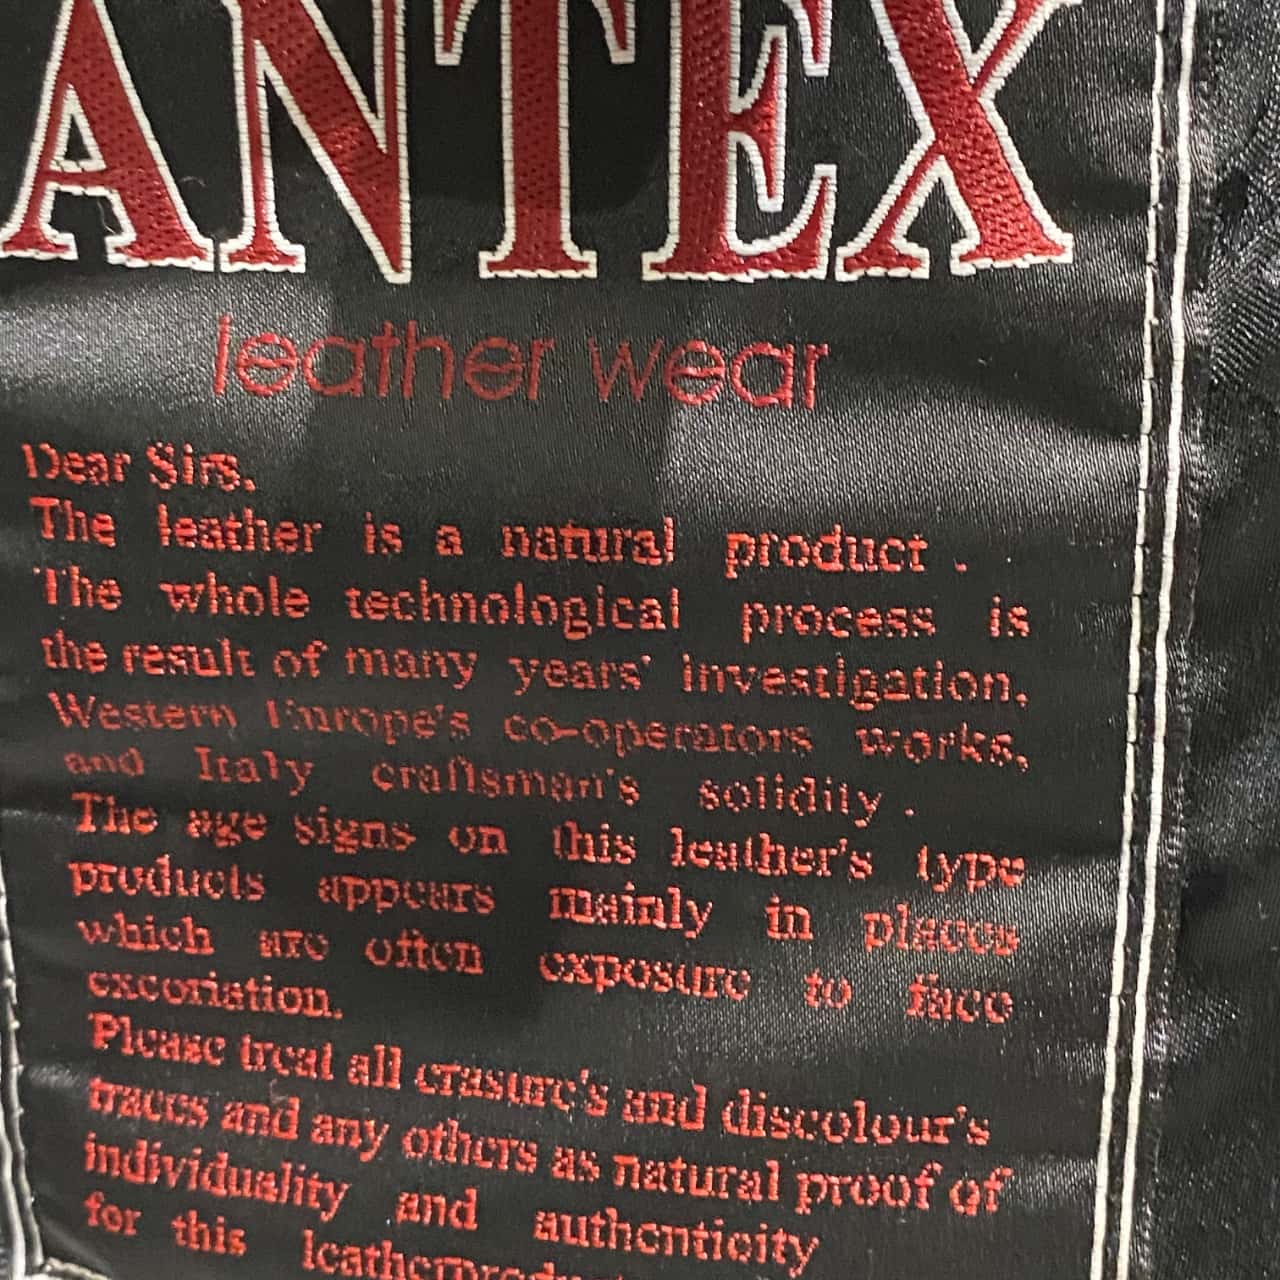 ANTEX
leather wear
Dear Sirs.
The leather is a natural product .
The whole technological process is
the result of many years' investigation,
Western Europe's co-operators works,
and Italy craftsman's solidity .
The age signs on this leather's type
products appears mainly in places
which are often exposure to face
excoriation.
Please treat all erasure's and discolour's
traces and any others as natural proof of
individuality and authenticity
for this